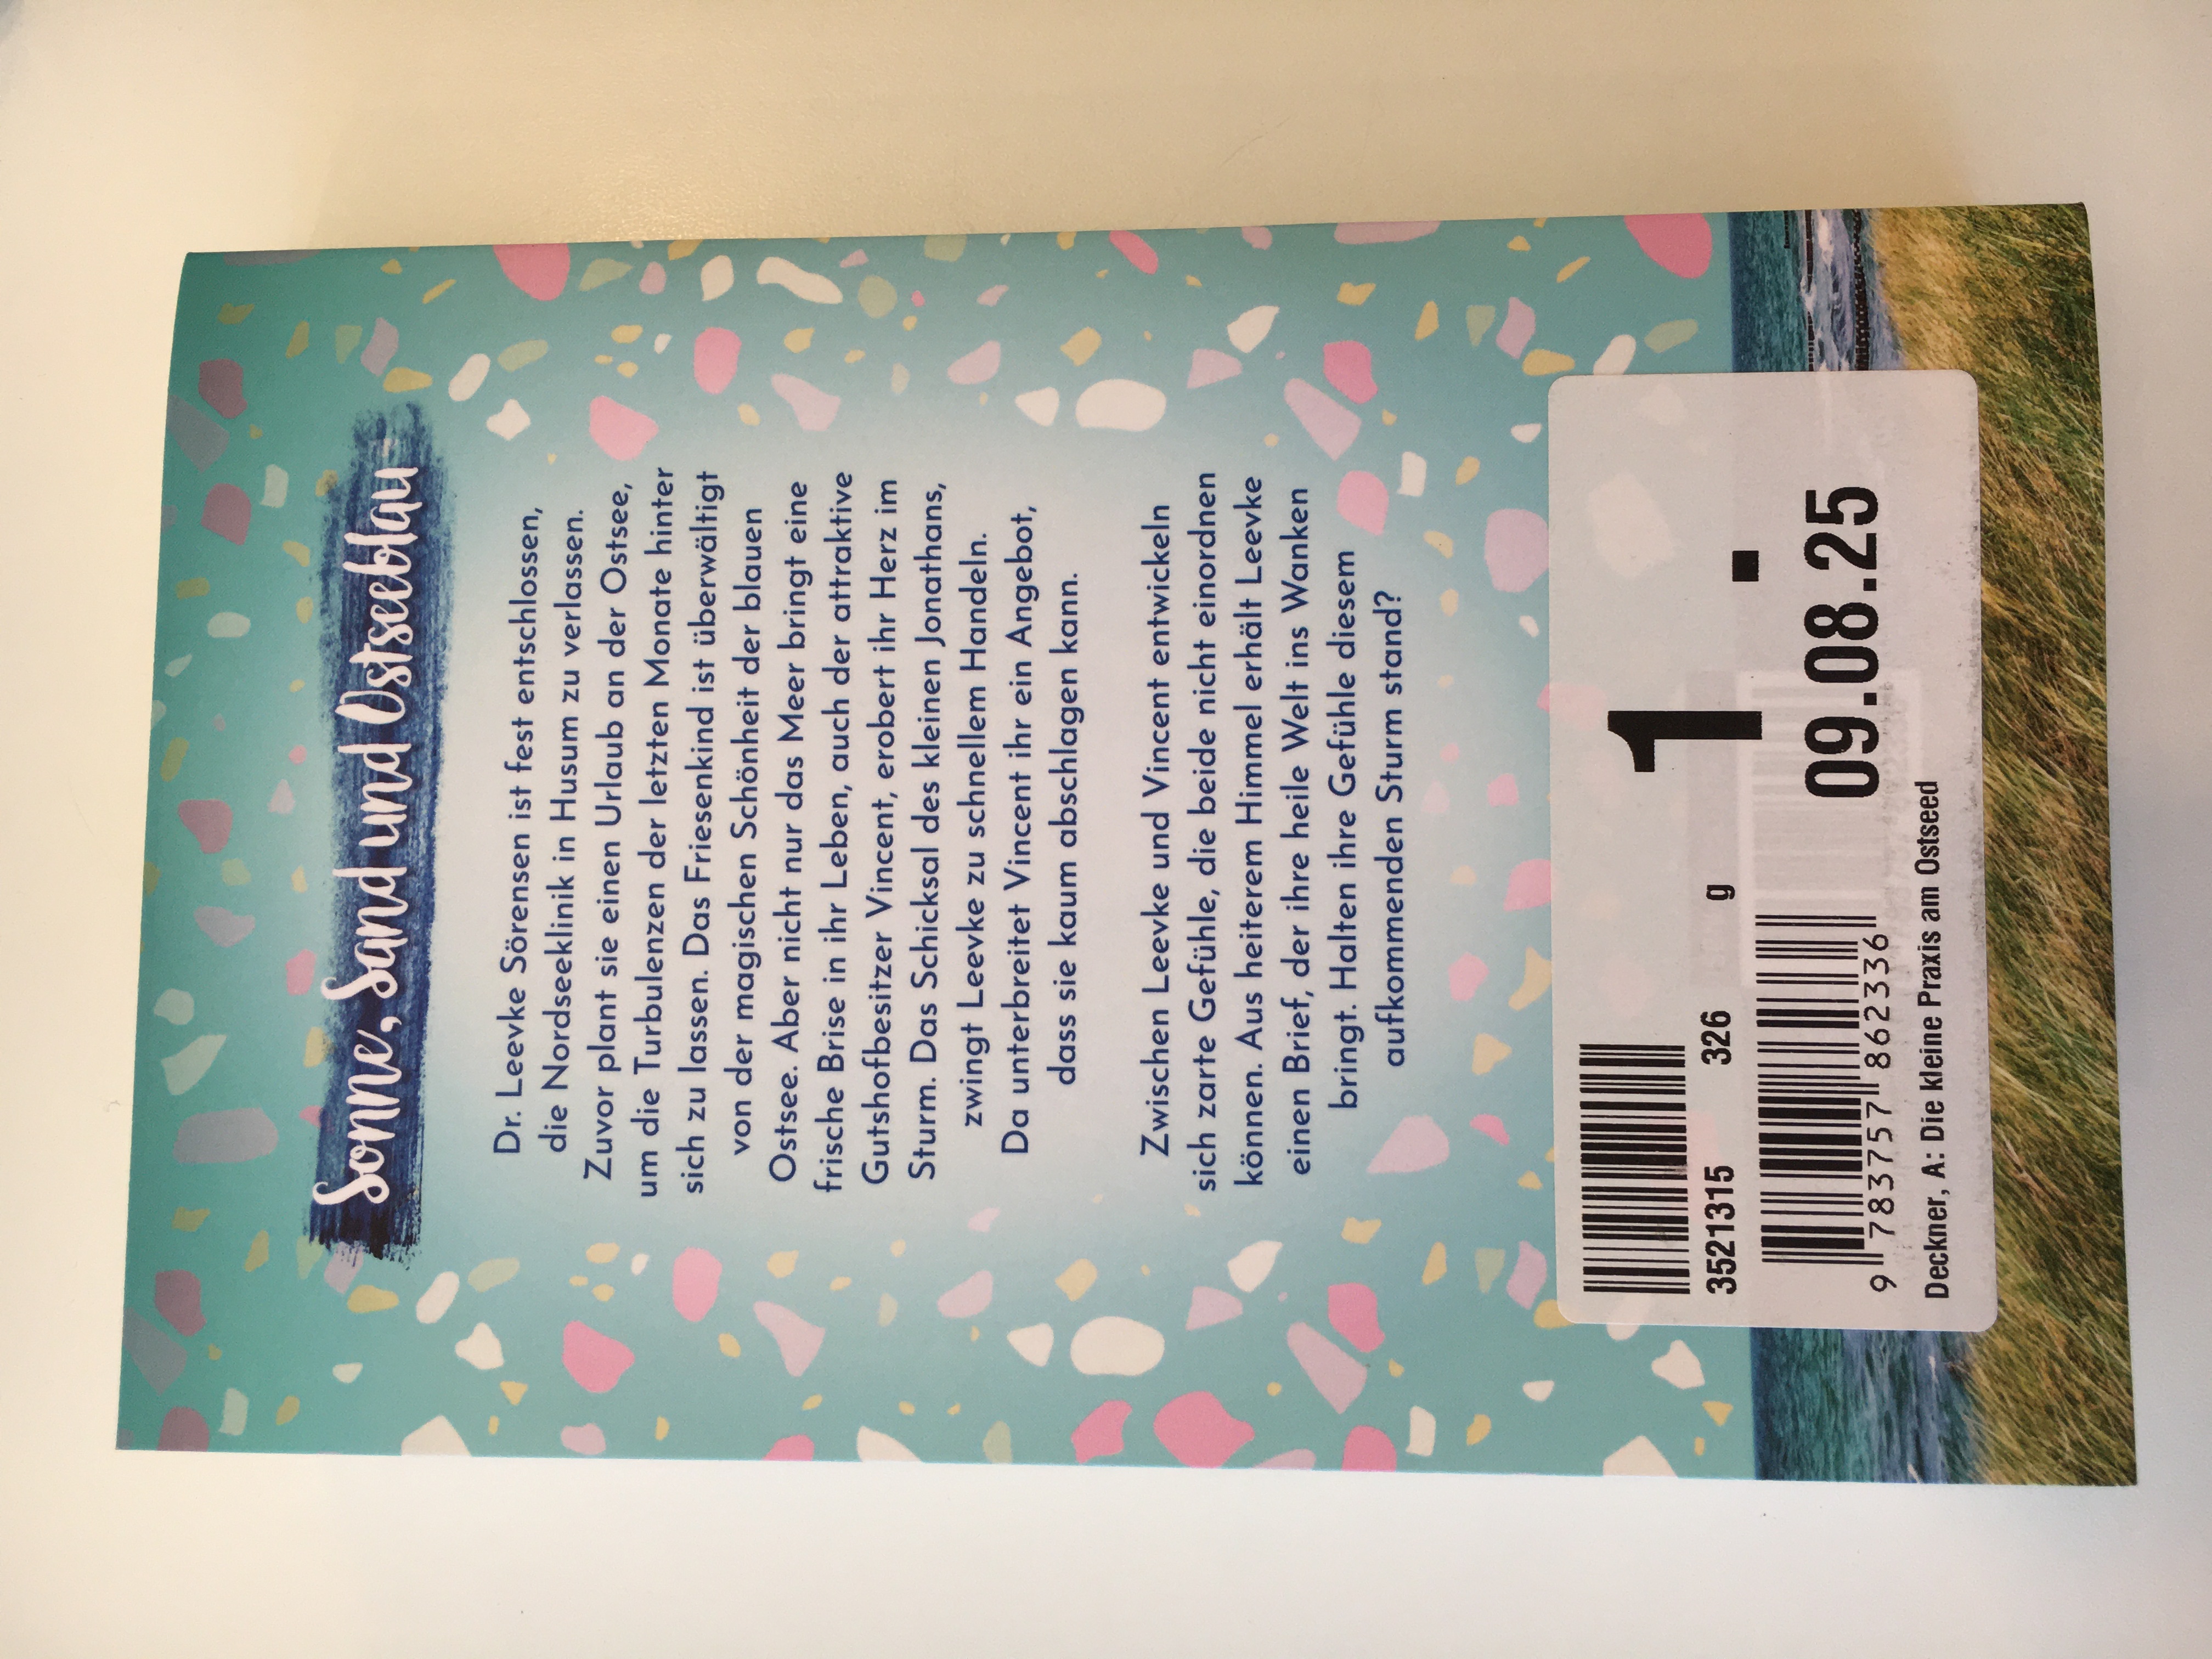 Sonne, Sand und Ostseeblau
Dr. Leevke Sörensen ist fest entschlossen,
die Nordseeklinik in Husum zu verlassen.
Zuvor plant sie einen Urlaub an der Ostsee,
um die Turbulenzen der letzten Monate hinter
sich zu lassen. Das Friesenkind ist überwältigt
von der magischen Schönheit der blauen
Ostsee. Aber nicht nur das Meer bringt eine
frische Brise in ihr Leben, auch der attraktive
Gutshofbesitzer Vincent, erobert ihr Herz im
Sturm. Das Schicksal des kleinen Jonathans,
zwingt Leevke zu schnellem Handeln.
Da unterbreitet Vincent ihr ein Angebot,
dass sie kaum abschlagen kann.
Zwischen Leevke und Vincent entwickeln
sich zarte Gefühle, die beide nicht einordnen
können. Aus heiterem Himmel erhält Leevke
einen Brief, der ihre heile Welt ins Wanken
bringt. Halten ihre Gefühle diesem
aufkommenden Sturm stand?
3521315 326 g
1.
9 783757 862336
09.08.25
Deckner, A: Die kleine Praxis am Ostseed